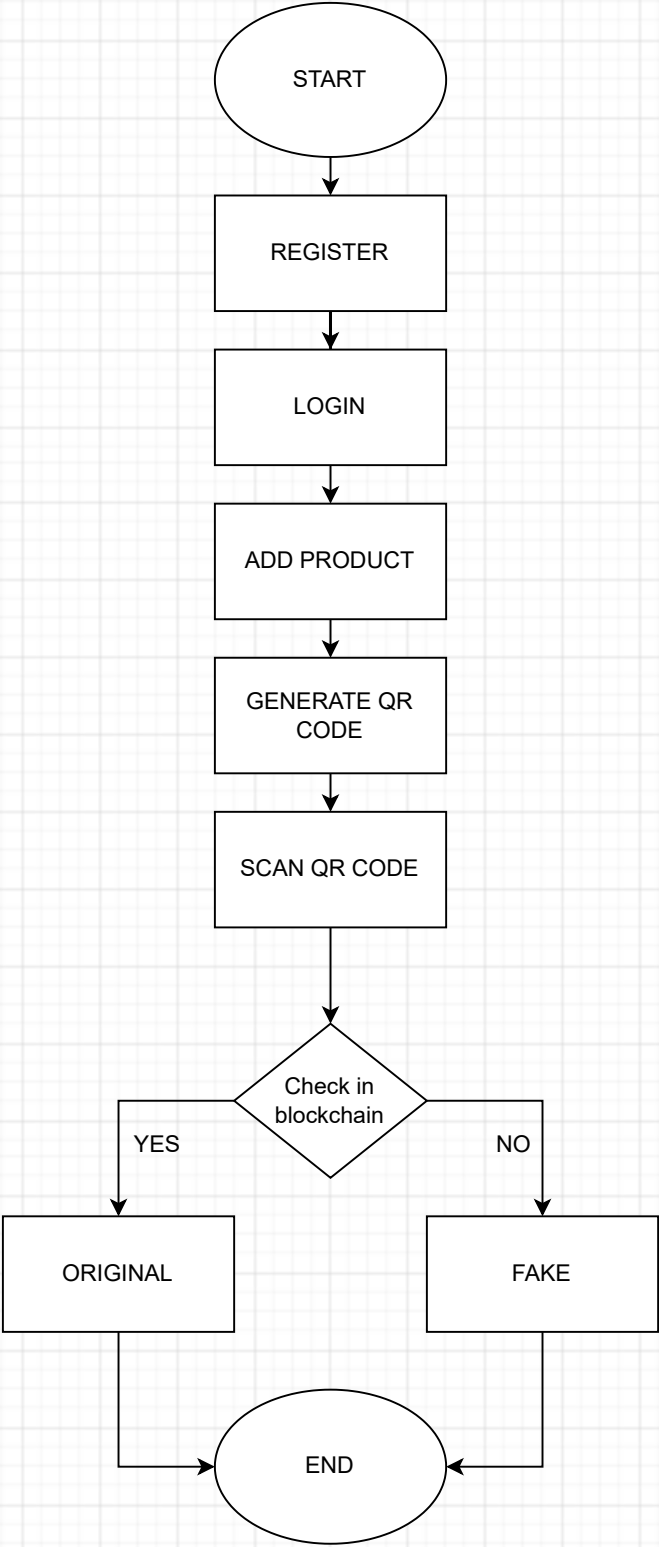 START
REGISTER
LOGIN
ADD PRODUCT
GENERATE QR
CODE
SCAN QR CODE
Check in
blockchain
YES
NO
ORIGINAL
FAKE
END